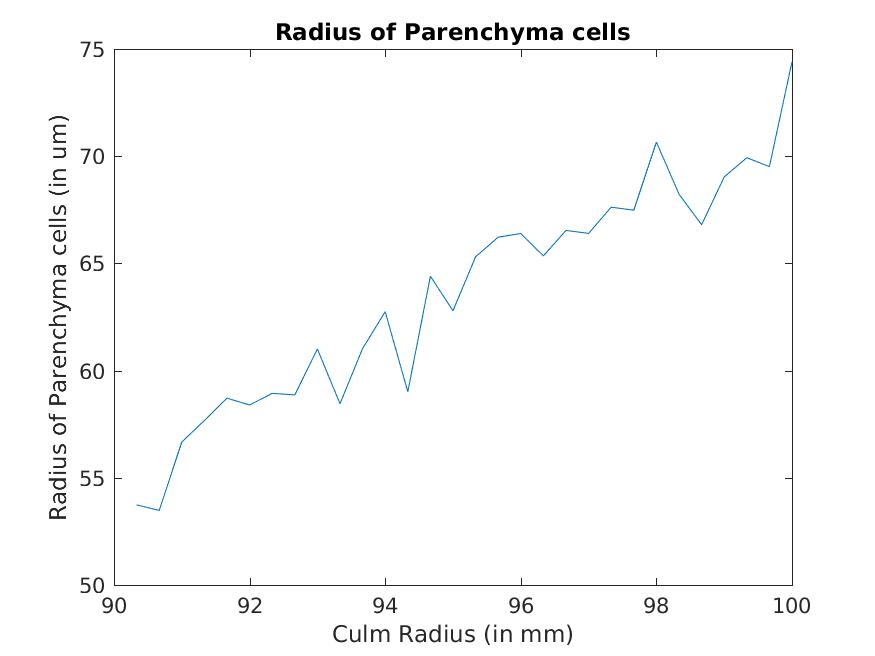 Radius of Parenchyma cells
75
70
65
60
55
50
Radius of Parenchyma cells (in um)
90 92 94 96 98 100
Culm Radius (in mm)